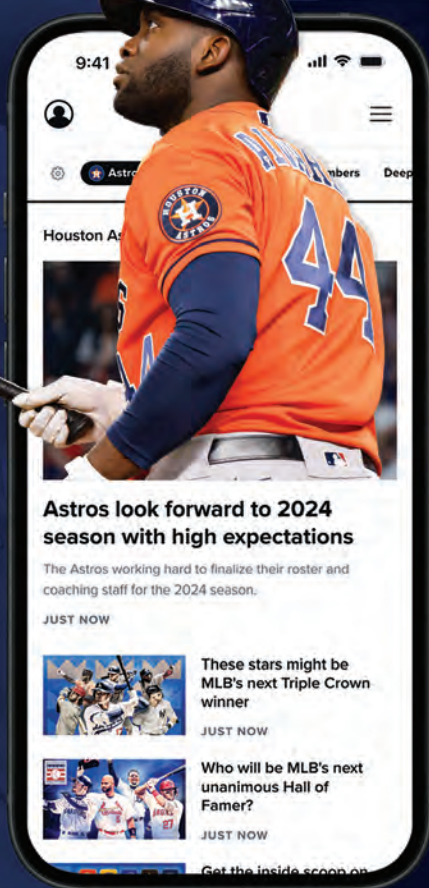 9:41
Astro
mbers
Deep
Houston As
HOUSTON
ASTROS
44
Astros look forward to 2024
season with high expectations
The Astros working hard to finalize their roster and
coaching staff for the 2024 season.
JUST NOW
These stars might be
MLB's next Triple Crown
winner
JUST NOW
Who will be MLB's next
unanimous Hall of
Famer?
JUST NOW
Get the inside scoop on